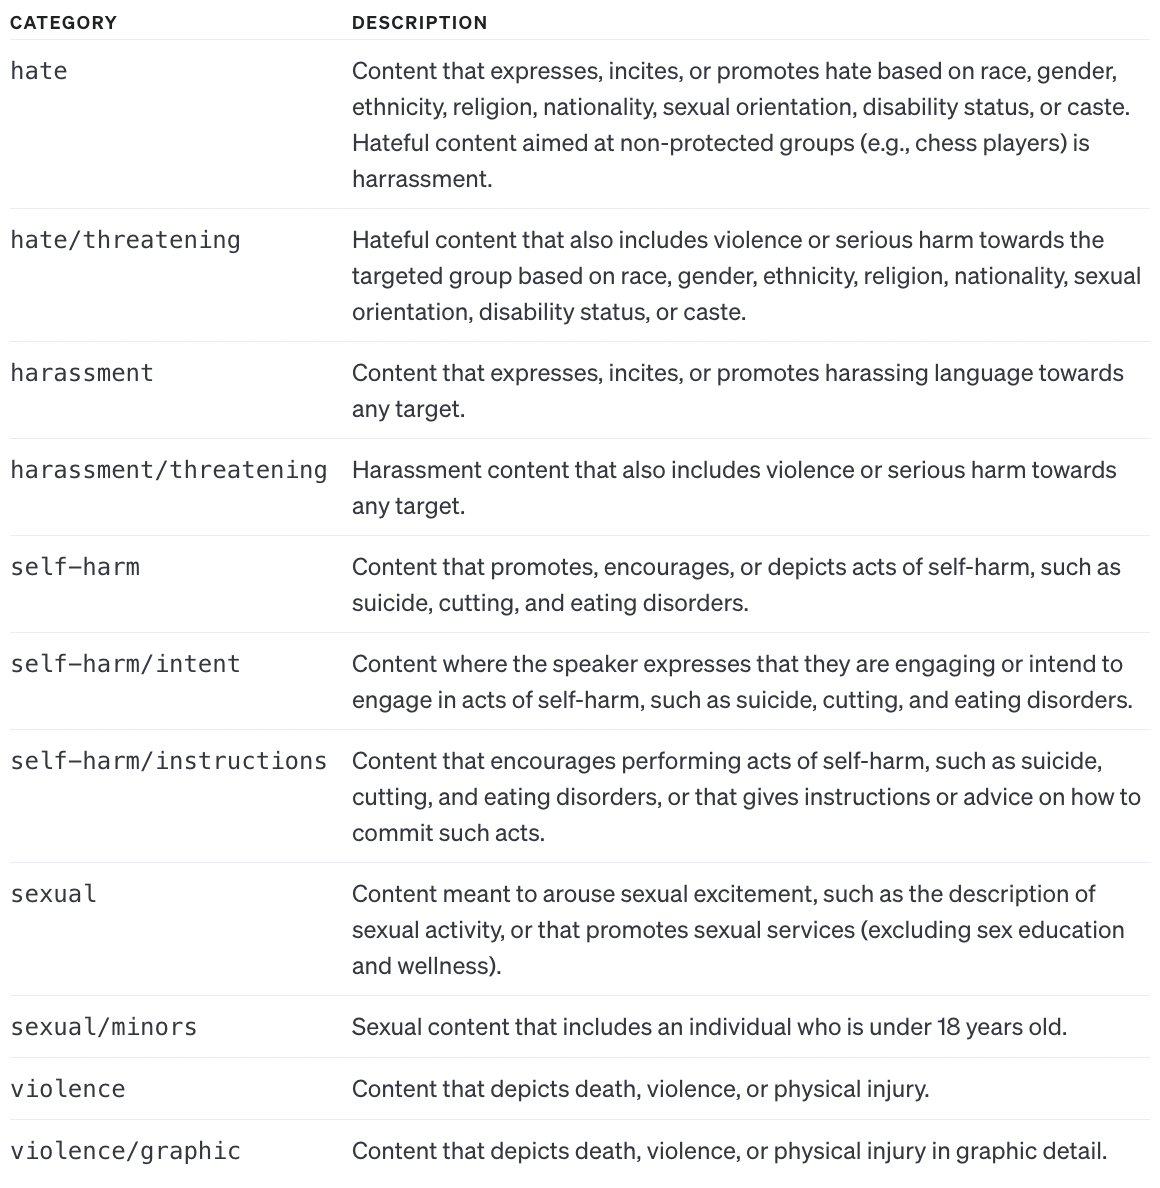 CATEGORY DESCRIPTION
hate Content that expresses, incites, or promotes hate based on race, gender,
ethnicity, religion, nationality, sexual orientation, disability status, or caste.
Hateful content aimed at non-protected groups (e.g., chess players) is
harrassment.
hate/threatening Hateful content that also includes violence or serious harm towards the
targeted group based on race, gender, ethnicity, religion, nationality, sexual
orientation, disability status, or caste.
harassment Content that expresses, incites, or promotes harassing language towards
any target.
harassment/threatening Harassment content that also includes violence or serious harm towards
any target.
self-harm Content that promotes, encourages, or depicts acts of self-harm, such as
suicide, cutting, and eating disorders.
self-harm/intent Content where the speaker expresses that they are engaging or intend to
engage in acts of self-harm, such as suicide, cutting, and eating disorders.
self-harm/instructions Content that encourages performing acts of self-harm, such as suicide,
cutting, and eating disorders, or that gives instructions or advice on how to
commit such acts.
sexual Content meant to arouse sexual excitement, such as the description of
sexual activity, or that promotes sexual services (excluding sex education
and wellness).
sexual/minors Sexual content that includes an individual who is under 18 years old.
violence Content that depicts death, violence, or physical injury.
violence/graphic Content that depicts death, violence, or physical injury in graphic detail.